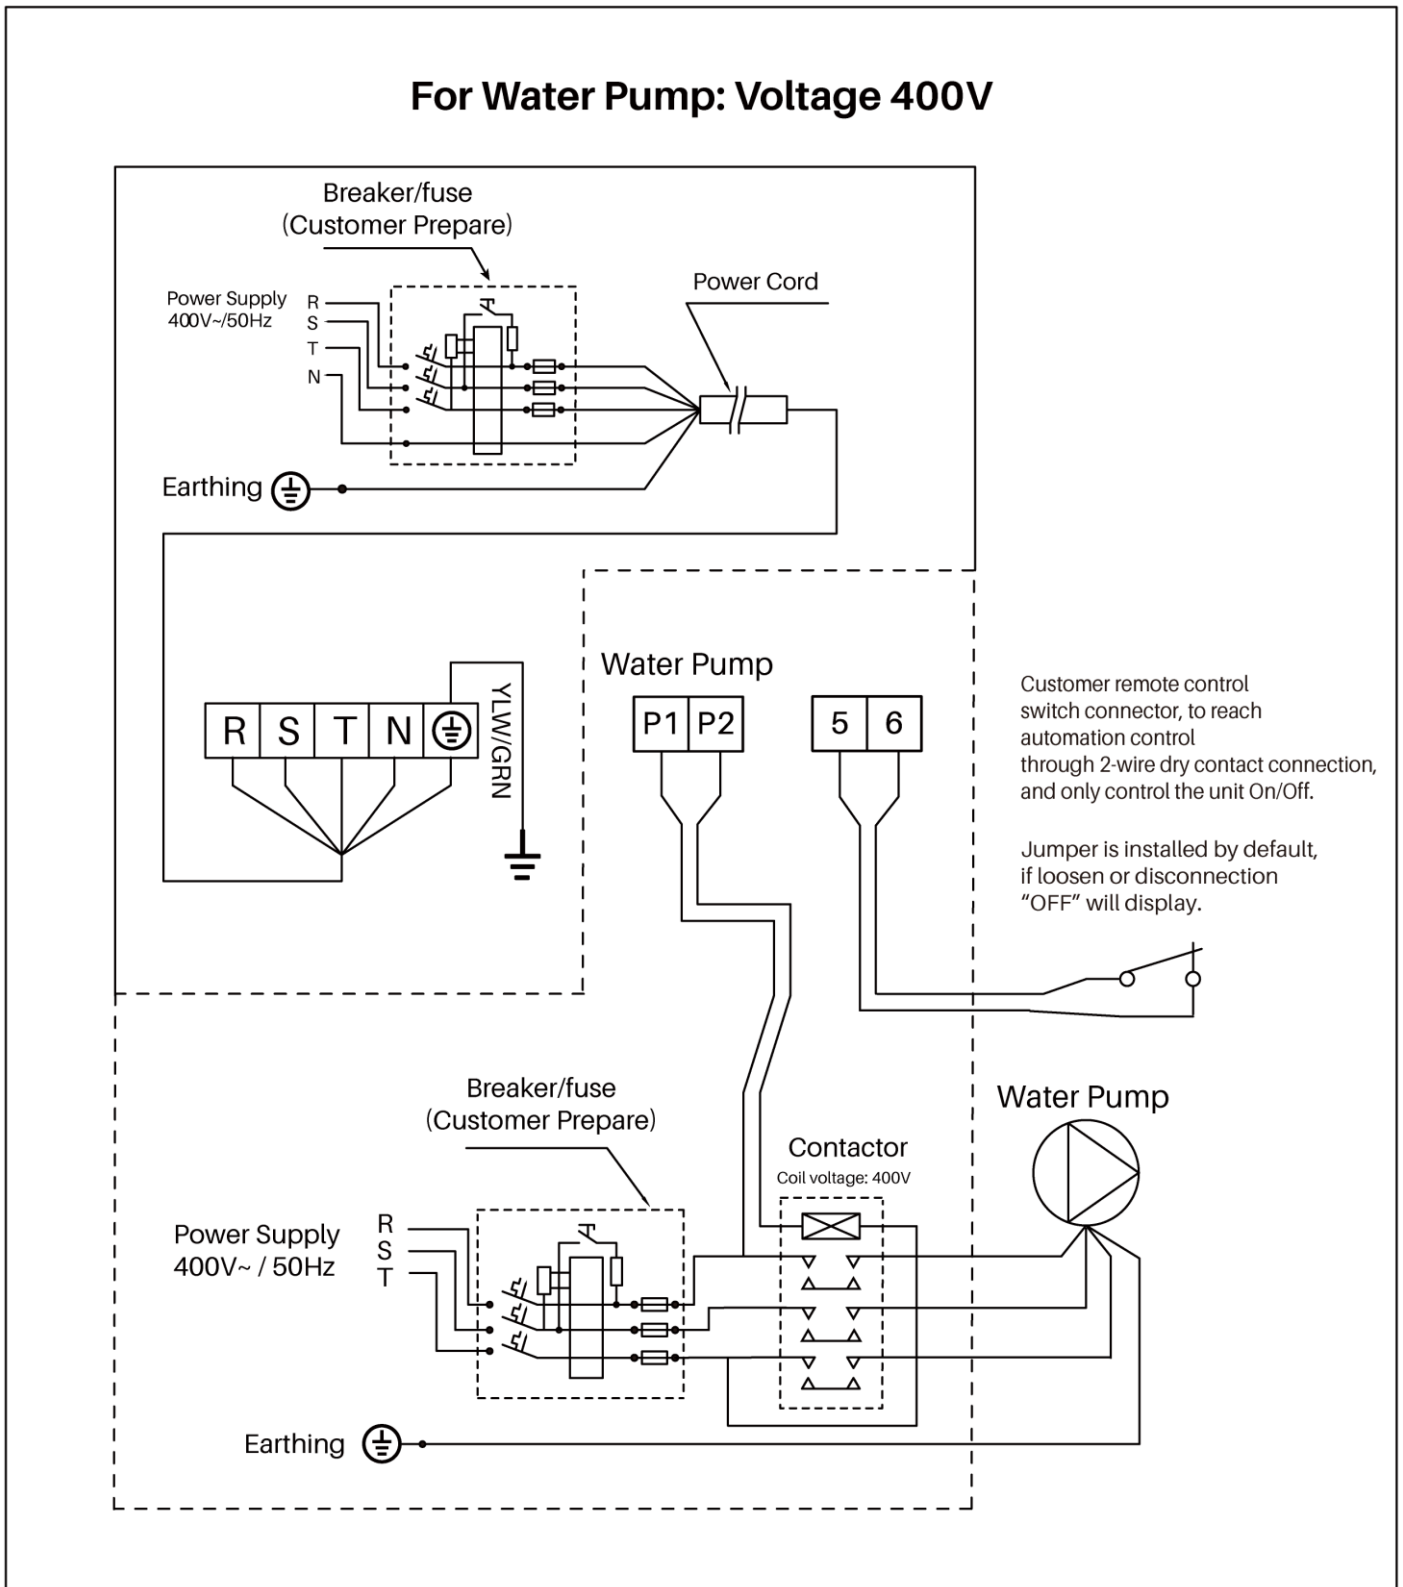 For Water Pump: Voltage 400V
Breaker/fuse
(Customer Prepare)
Power Cord
Power Supply
400V~/50Hz
R
S
T
N
Earthing
Water Pump
R S T N
YLW/GRN
P1 P2
5 6
Customer remote control
switch connector, to reach
automation control
through 2-wire dry contact connection,
and only control the unit On/Off.
Jumper is installed by default,
if loosen or disconnection
“OFF” will display.
Breaker/fuse
(Customer Prepare)
Water Pump
Contactor
Coil voltage: 400V
Power Supply
400V~ / 50Hz
R
S
T
Earthing